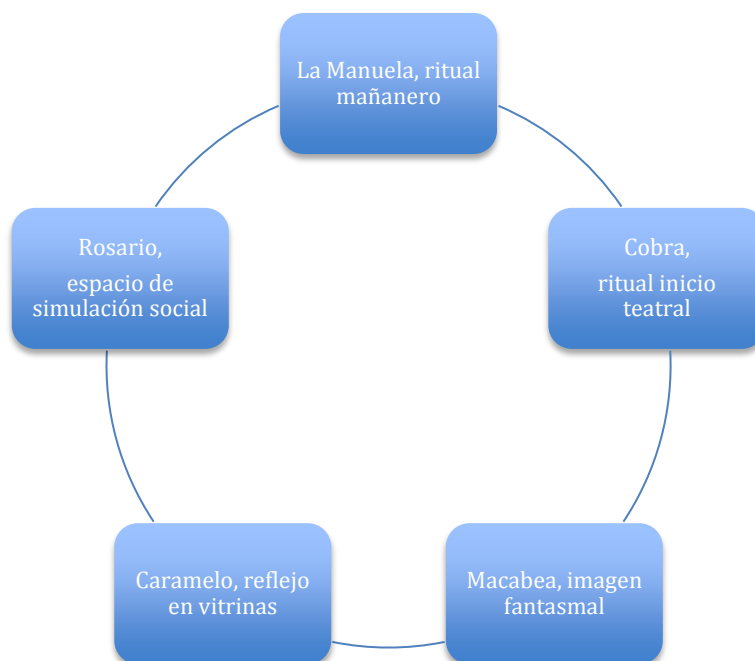 La Manuela, ritual
mañanero
Cobra,
ritual inicio
teatral
Macabea, imagen
fantasmal
Caramelo, reflejo
en vitrinas
Rosario,
espacio de
simulación social